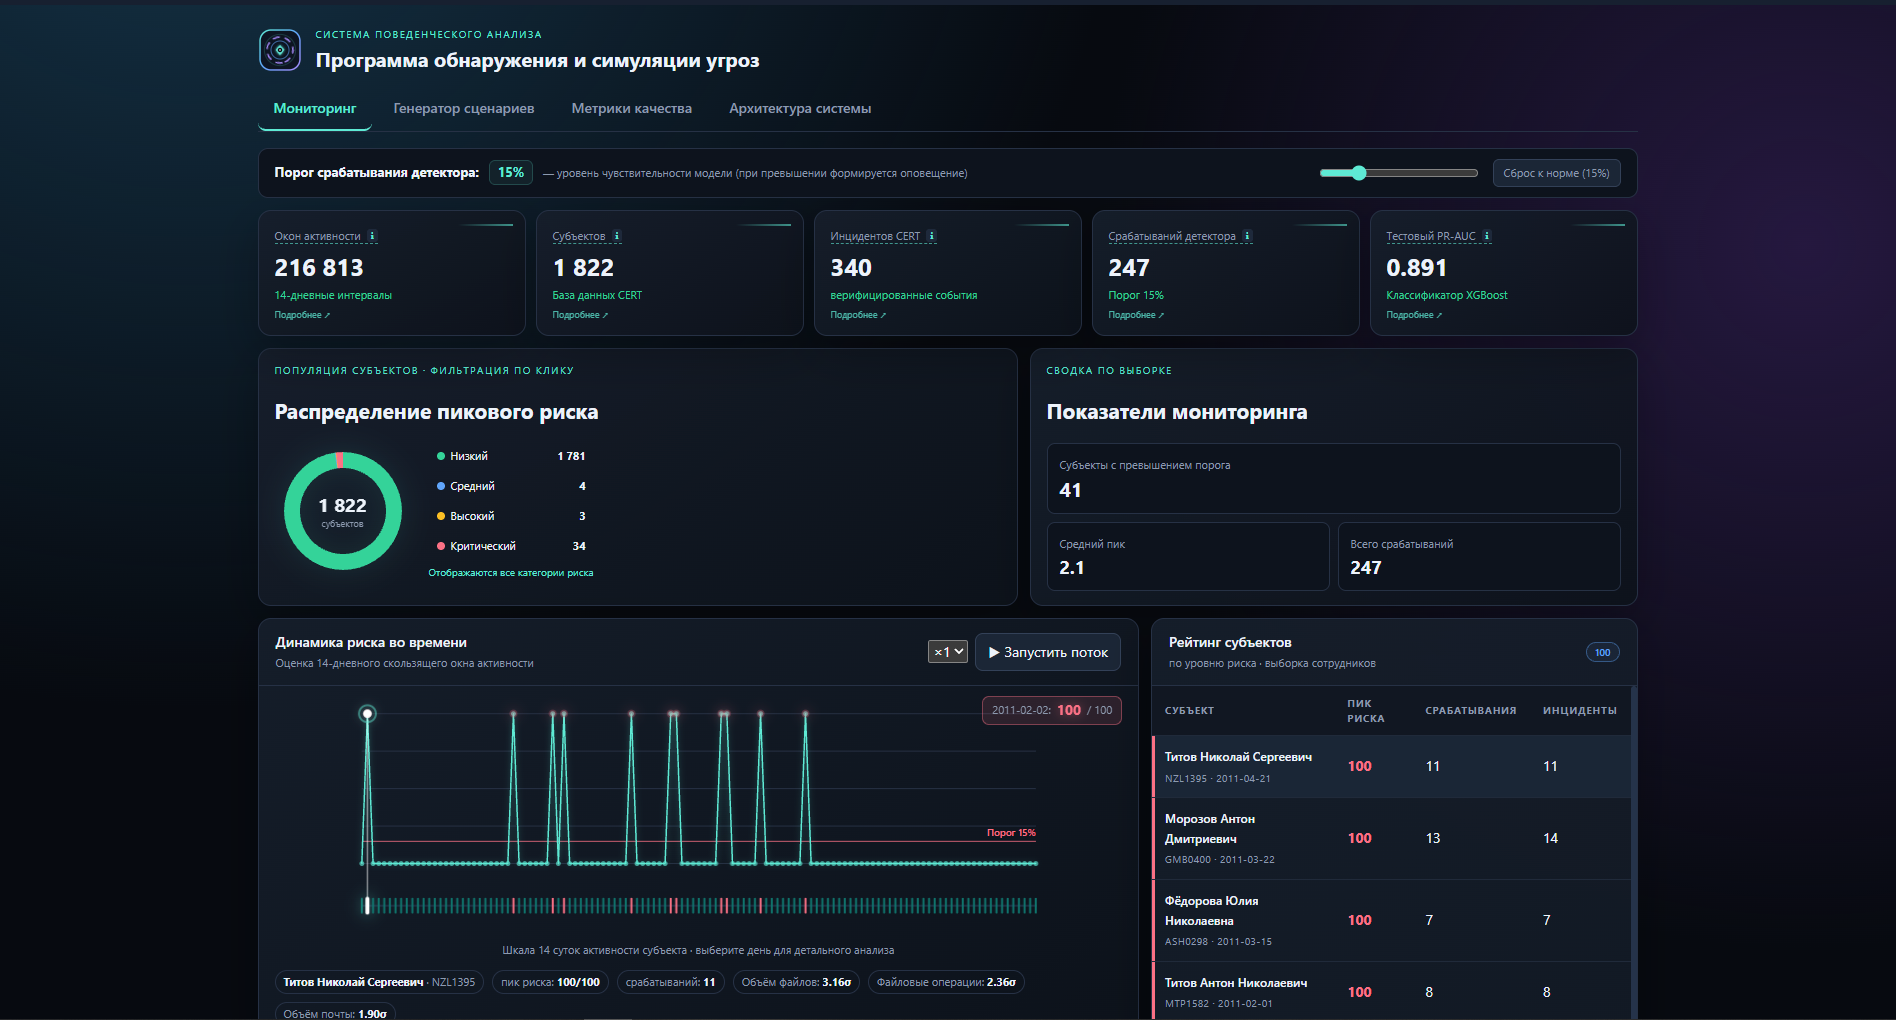 СИСТЕМА ПОВЕДЕНЧЕСКОГО АНАЛИЗА
Программа обнаружения и симуляции угроз
Мониторинг Генератор сценариев Метрики качества Архитектура системы
Порог срабатывания детектора: 15% — уровень чувствительности модели (при превышении формируется оповещение) Сброс к норме (15%)
Окон активности i
216 813
14-дневные интервалы
Подробнее ↗
Субъектов i
1 822
База данных CERT
Подробнее ↗
Инцидентов CERT i
340
верифицированные события
Подробнее ↗
Срабатываний детектора i
247
Порог 15%
Подробнее ↗
Тестовый PR-AUC i
0.891
Классификатор XGBoost
Подробнее ↗
ПОПУЛЯЦИЯ СУБЪЕКТОВ · ФИЛЬТРАЦИЯ ПО КЛИКУ
Распределение пикового риска
1 822
субъектов
Низкий 1 781
Средний 4
Высокий 3
Критический 34
Отображаются все категории риска
СВОДКА ПО ВЫБОРКЕ
Показатели мониторинга
Субъекты с превышением порога
41
Средний пик
2.1
Всего срабатываний
247
Динамика риска во времени
Оценка 14-дневного скользящего окна активности
×1 ▶ Запустить поток
2011-02-02: 100 / 100
Порог 15%
Шкала 14 суток активности субъекта · выберите день для детального анализа
Титов Николай Сергеевич · NZL1395 пик риска: 100/100 срабатываний: 11 Объём файлов: 3.16σ Файловые операции: 2.36σ
Объём почты: 1.90σ
Рейтинг субъектов
по уровню риска · выборка сотрудников
100
СУБЪЕКТ ПИК РИСКА СРАБАТЫВАНИЯ ИНЦИДЕНТЫ
Титов Николай Сергеевич 100 11 11
NZL1395 · 2011-04-21
Морозов Антон
Дмитриевич 100 13 14
GMB0400 · 2011-03-22
Фёдорова Юлия
Николаевна 100 7 7
ASH0298 · 2011-03-15
Титов Антон Николаевич 100 8 8
MTP1582 · 2011-02-01